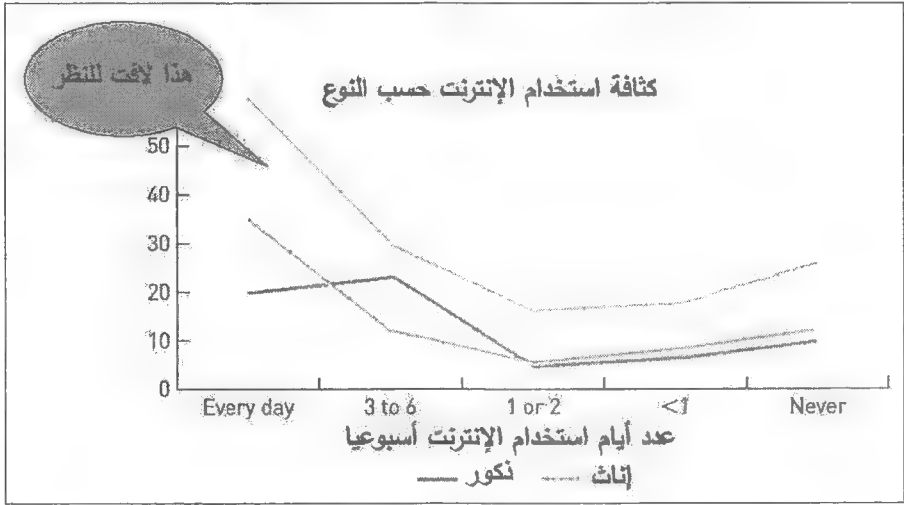 هذا لافت للنظر
كثافة استخدام الإنترنت حسب النوع
50
40
30
20
10
0
Every day 3 to 6 1 or 2 <1 Never
عدد أيام استخدام الإنترنت أسبوعيا
ذكور إناث